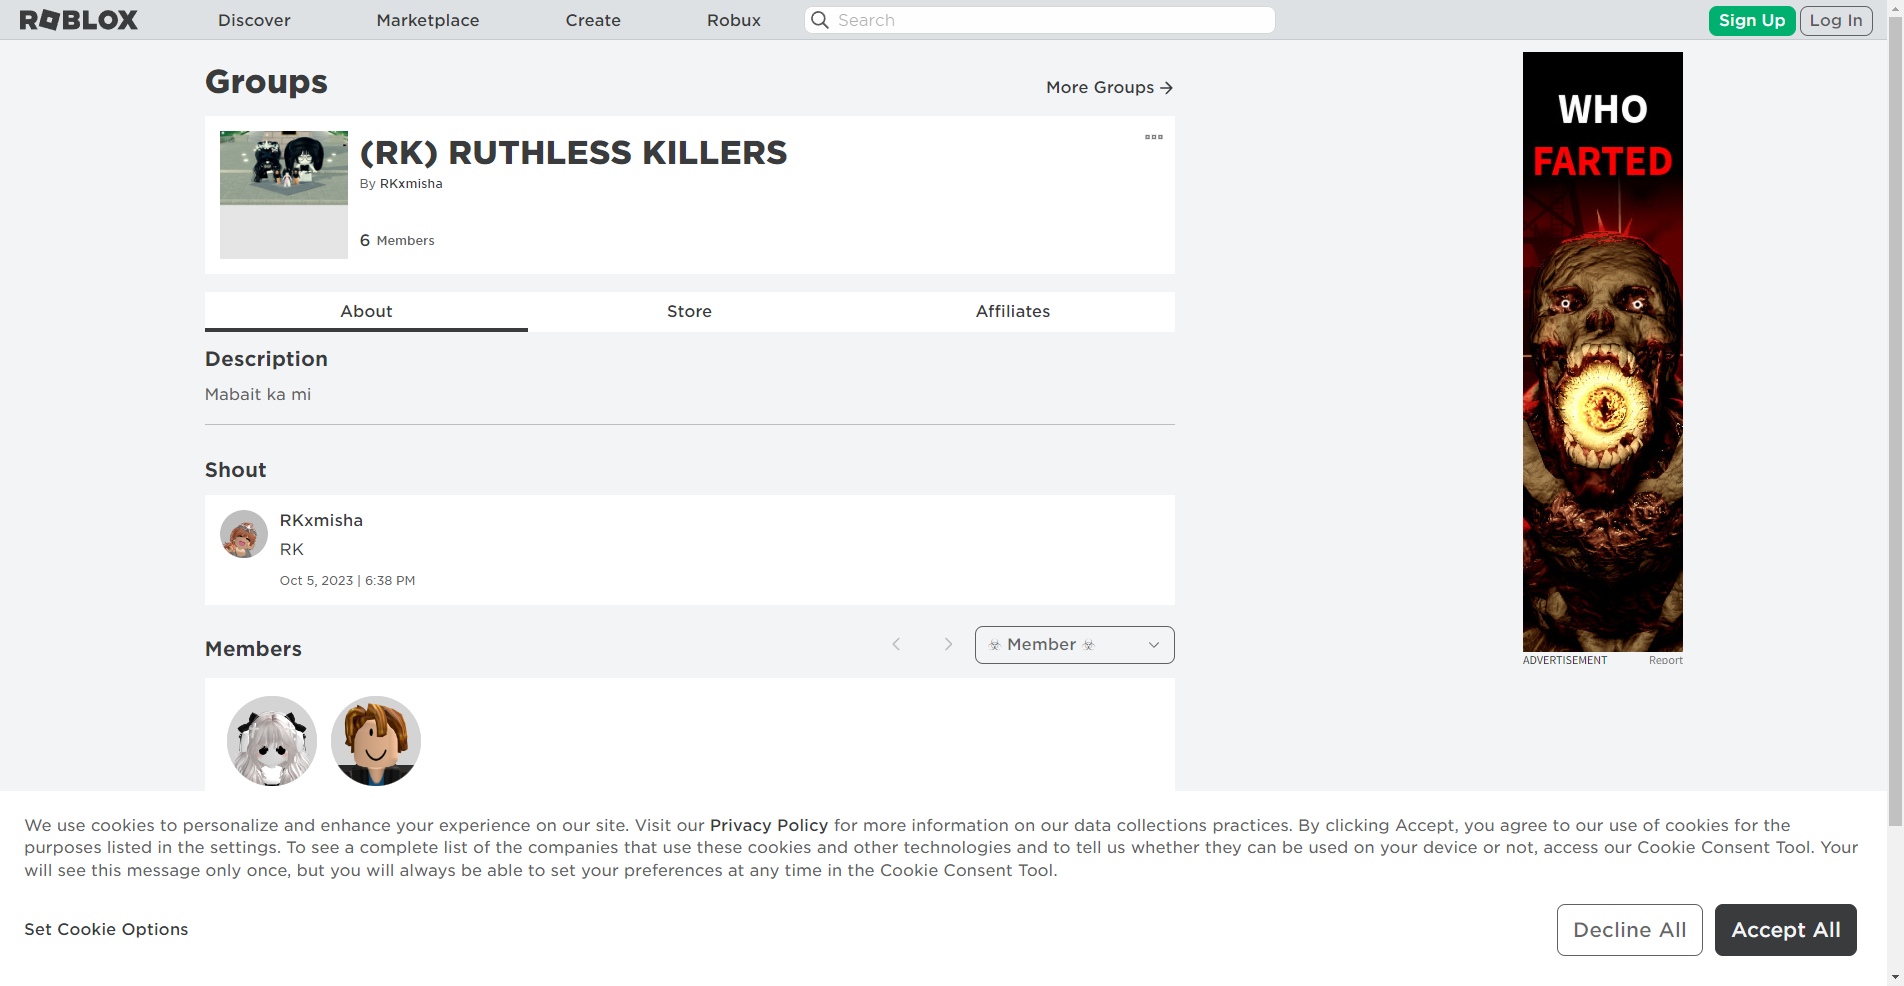 ROBLOX
Discover
Marketplace
Create
Robux
Search
Sign Up
Log In
Groups
More Groups →
(RK) RUTHLESS KILLERS
By RKxmisha
6 Members
About
Store
Affiliates
Description
Mabait ka mi
Shout
RKxmisha
RK
Oct 5, 2023 | 6:38 PM
Members
☣ Member ☣
WHO
FARTED
ADVERTISEMENT
Report
We use cookies to personalize and enhance your experience on our site. Visit our Privacy Policy for more information on our data collections practices. By clicking Accept, you agree to our use of cookies for the
purposes listed in the settings. To see a complete list of the companies that use these cookies and other technologies and to tell us whether they can be used on your device or not, access our Cookie Consent Tool. Your
will see this message only once, but you will always be able to set your preferences at any time in the Cookie Consent Tool.
Set Cookie Options
Decline All
Accept All